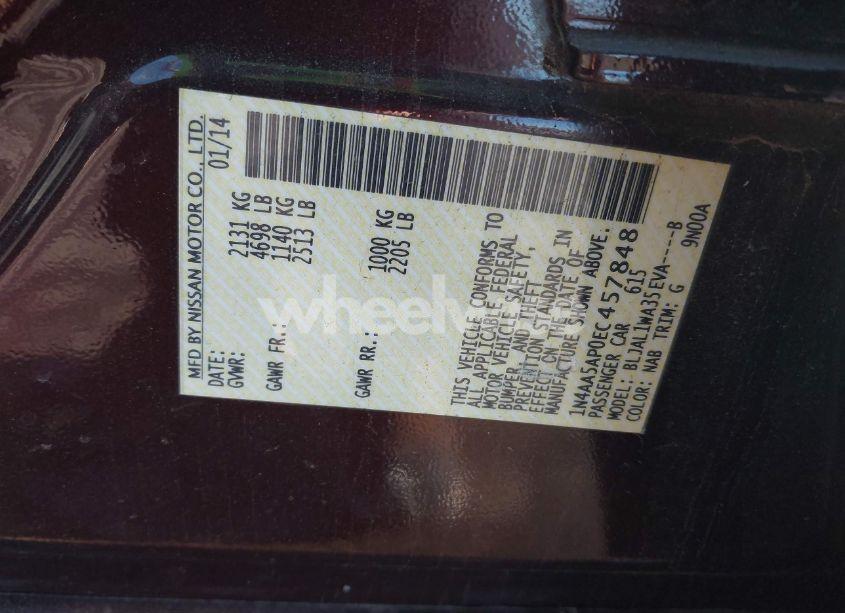 MFD BY NISSAN MOTOR CO., LTD.
DATE: 01/14
GVWR: 2131 KG
4698 LB
GAWR FR.: 1140 KG
2513 LB
GAWR RR.: 1000 KG
2205 LB
THIS VEHICLE CONFORMS TO
ALL APPLICABLE FEDERAL
MOTOR VEHICLE SAFETY,
BUMPER, AND THEFT
PREVENTION STANDARDS IN
EFFECT ON THE DATE OF
MANUFACTURE SHOWN ABOVE.
1N4AA5AP0EC457848
PASSENGER CAR 615
MODEL: BLJAL1WA35EVA----B
COLOR: NAB TRIM: G 9N00A